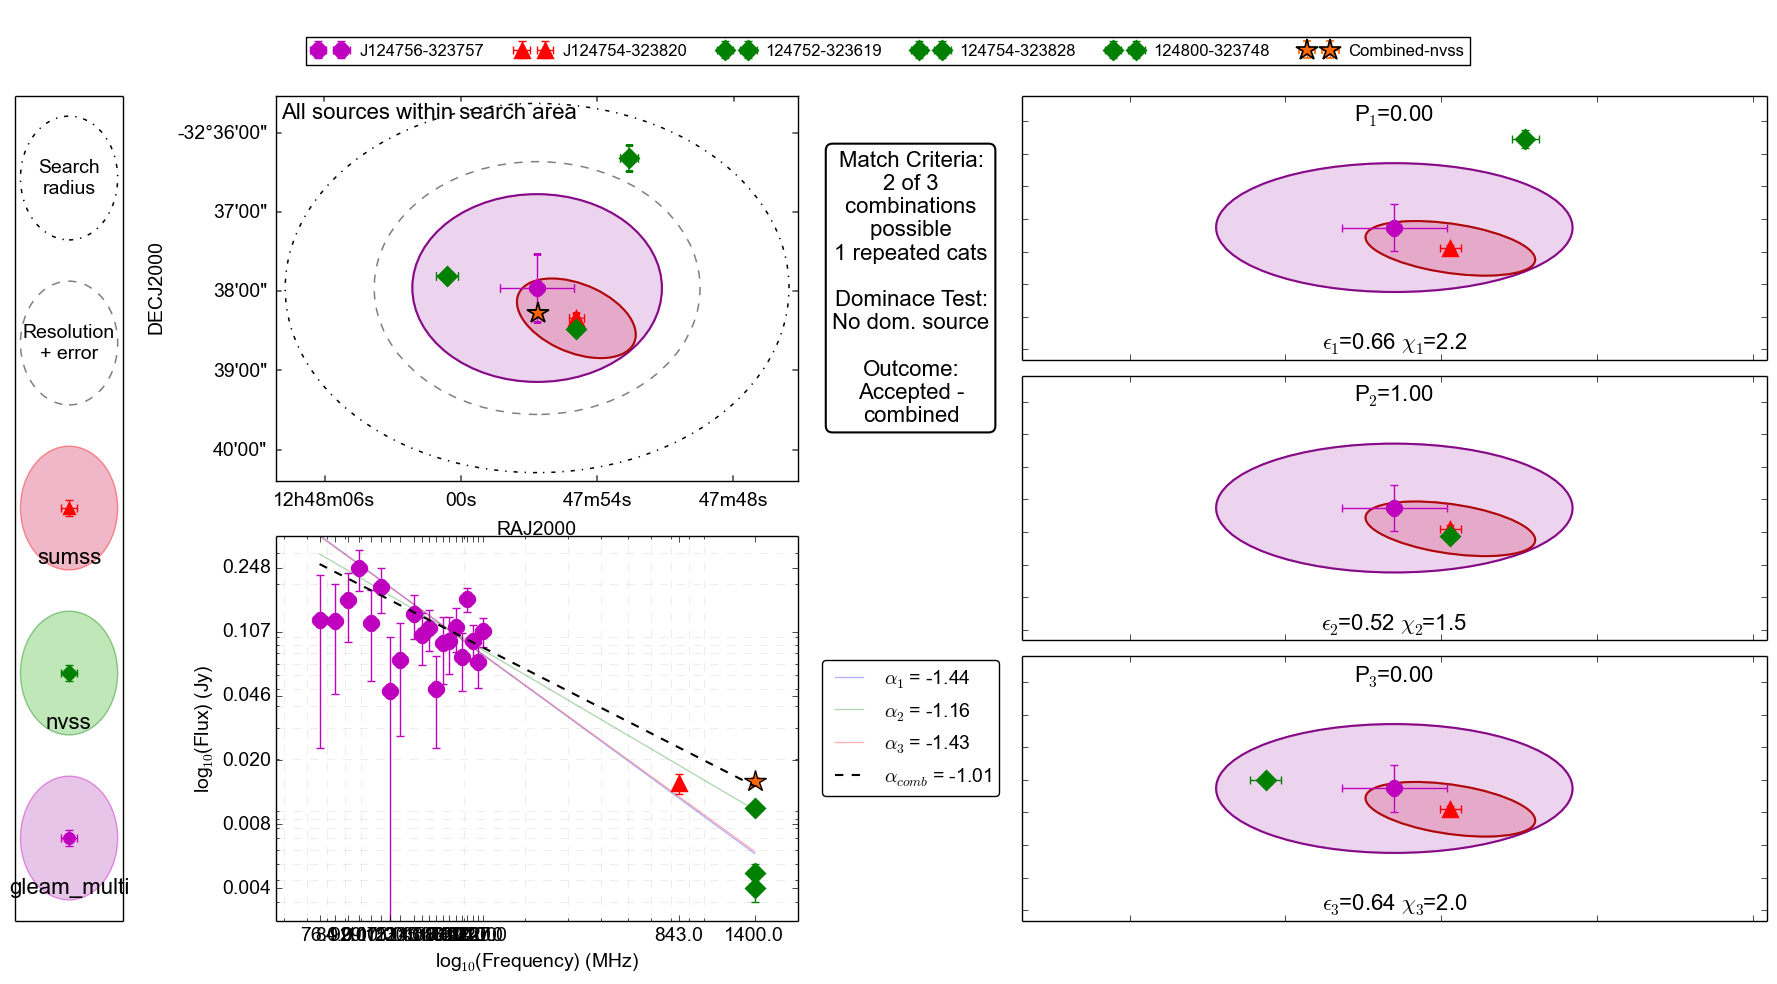 J124756-323757 J124754-323820 124752-323619 124754-323828 124800-323748 Combined-nvss
Search
radius
Resolution
+ error
sumss
nvss
gleam_multi
All sources within search area
-32°36'00"
37'00"
38'00"
39'00"
40'00"
DECJ2000
12h48m06s 00s 47m54s 47m48s
RAJ2000
Match Criteria:
2 of 3
combinations
possible
1 repeated cats
Dominace Test:
No dom. source
Outcome:
Accepted -
combined
0.248
0.107
0.046
0.020
0.008
0.004
log₁₀(Flux) (Jy)
843.0 1400.0
log₁₀(Frequency) (MHz)
α₁ = -1.44
α₂ = -1.16
α₃ = -1.43
α_comb = -1.01
P₁=0.00
ϵ₁=0.66 χ₁=2.2
P₂=1.00
ϵ₂=0.52 χ₂=1.5
P₃=0.00
ϵ₃=0.64 χ₃=2.0